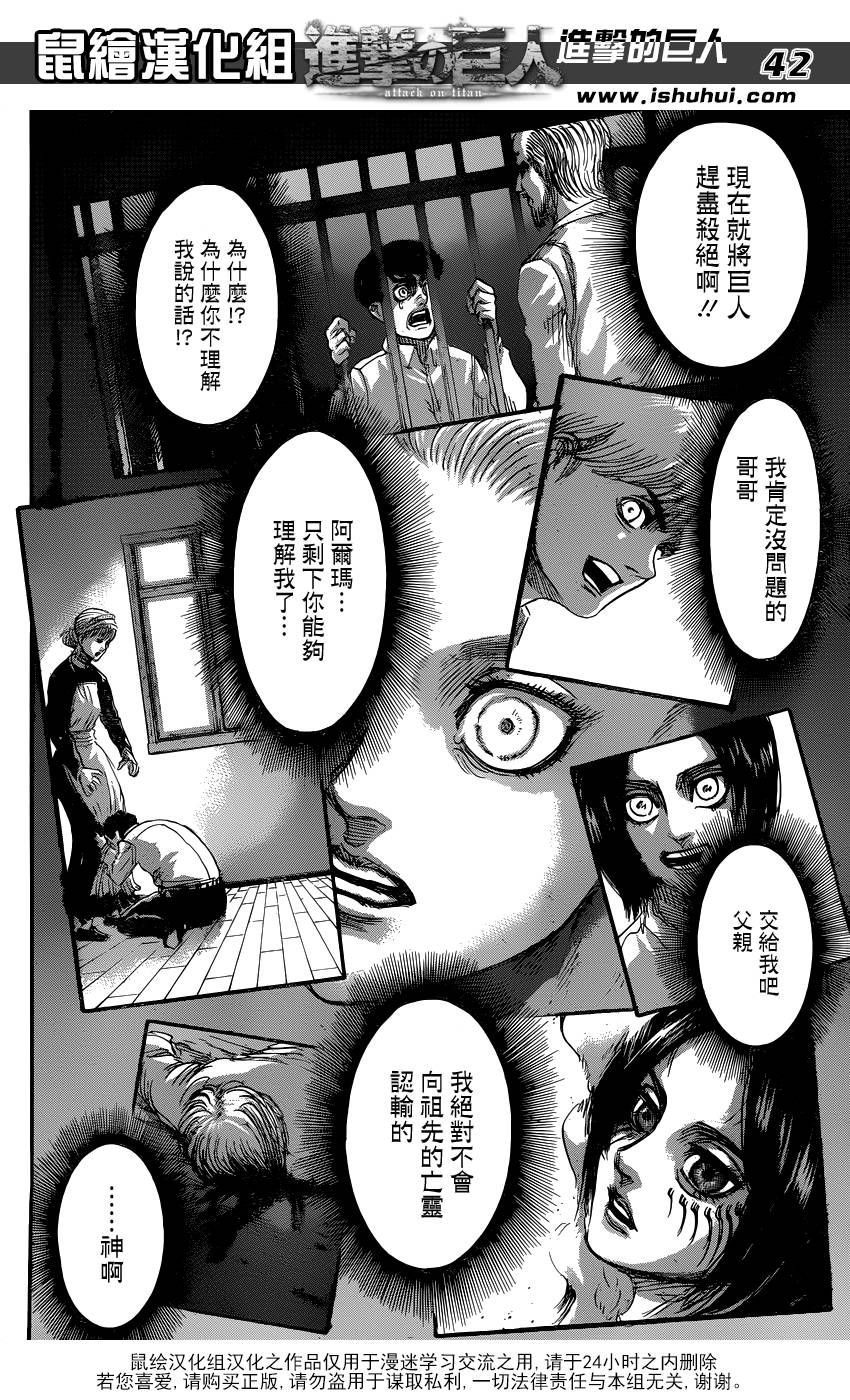 鼠繪漢化組
進撃の巨人
attack on titan
進擊的巨人
42
www.ishuhui.com
現在就將巨人
趕盡殺絕啊!!
為什麼!?
為什麼你不理解
我說的話!?
我肯定沒問題的
哥哥
阿爾瑪…
只剩下你能夠
理解我了…
交給我吧
父親
我絕對不會
向祖先的亡靈
認輸的
……神啊
鼠绘汉化组汉化之作品仅用于漫迷学习交流之用,请于24小时之内删除
若您喜爱,请购买正版,请勿盗用于谋取私利,一切法律责任与本组无关,谢谢。